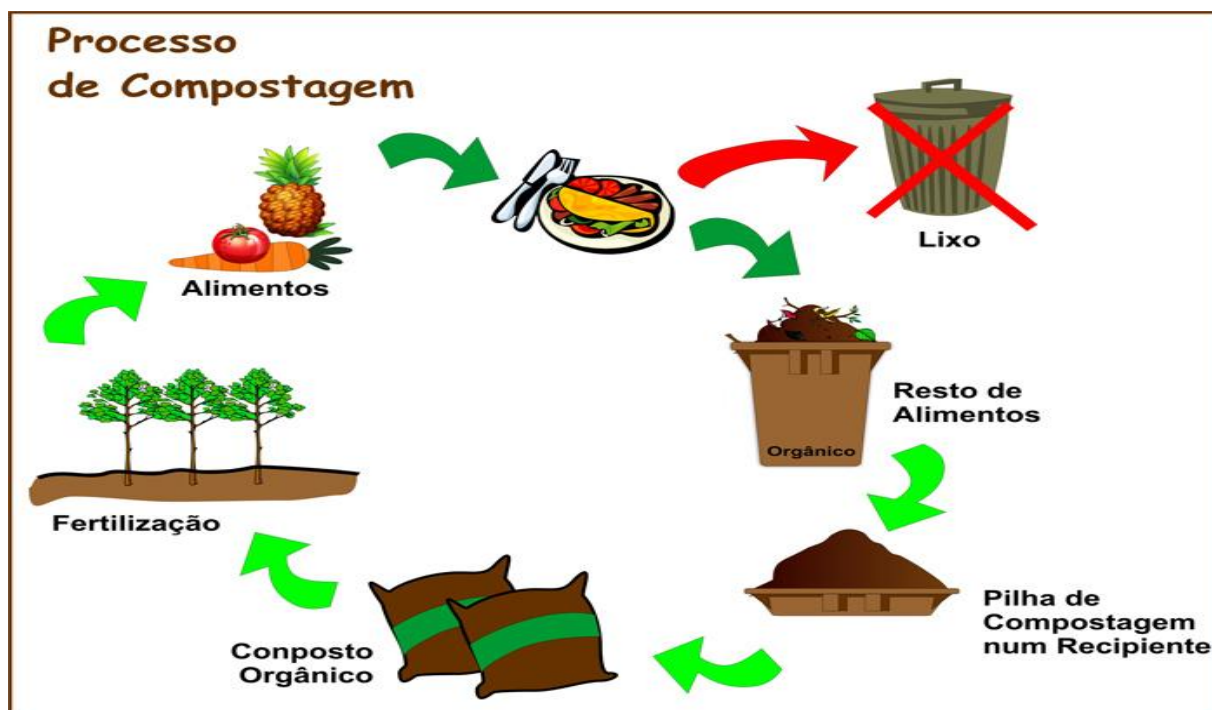 Processo
de Compostagem
Lixo
Alimentos
Resto de
Alimentos
Orgânico
Fertilização
Pilha de
Compostagem
num Recipiente
Conposto
Orgânico